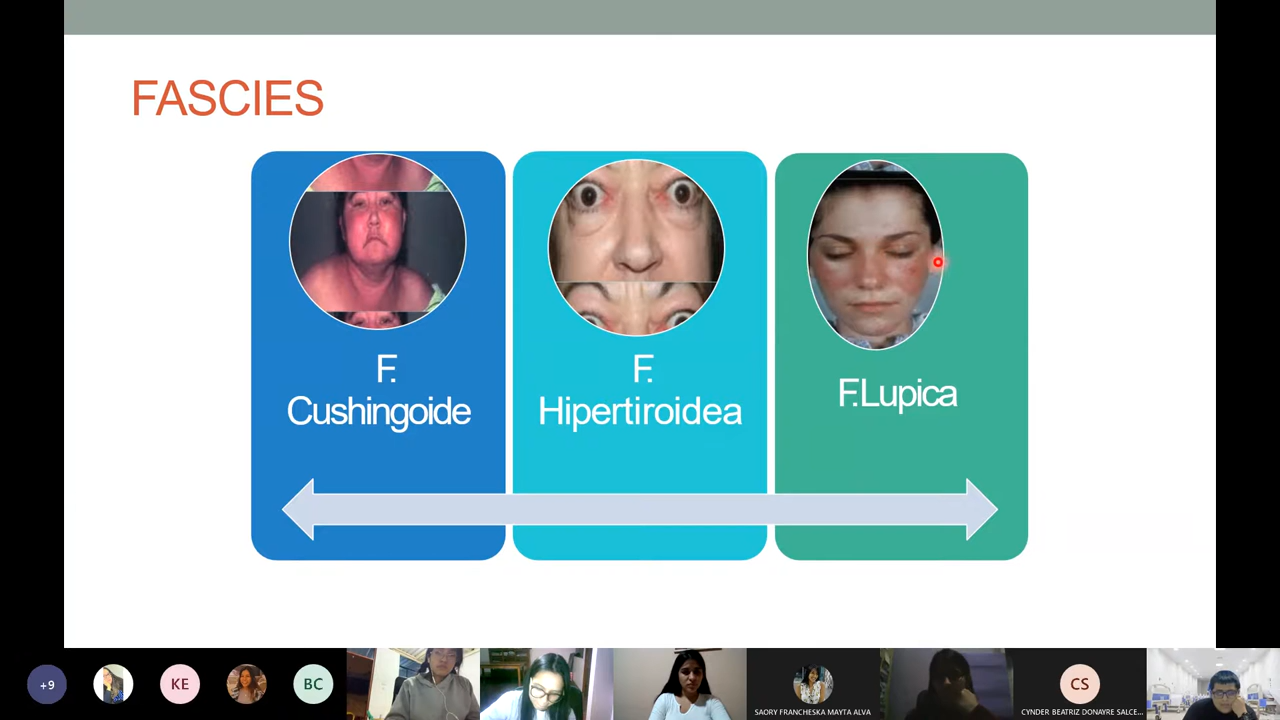 FASCIES
F.
Cushingoide
F.
Hipertiroidea
F.Lupica
+9
KE
BC
SAORY FRANCHESKA MAYTA ALVA
CS
CYNDER BEATRIZ DONAYRE SALCE...